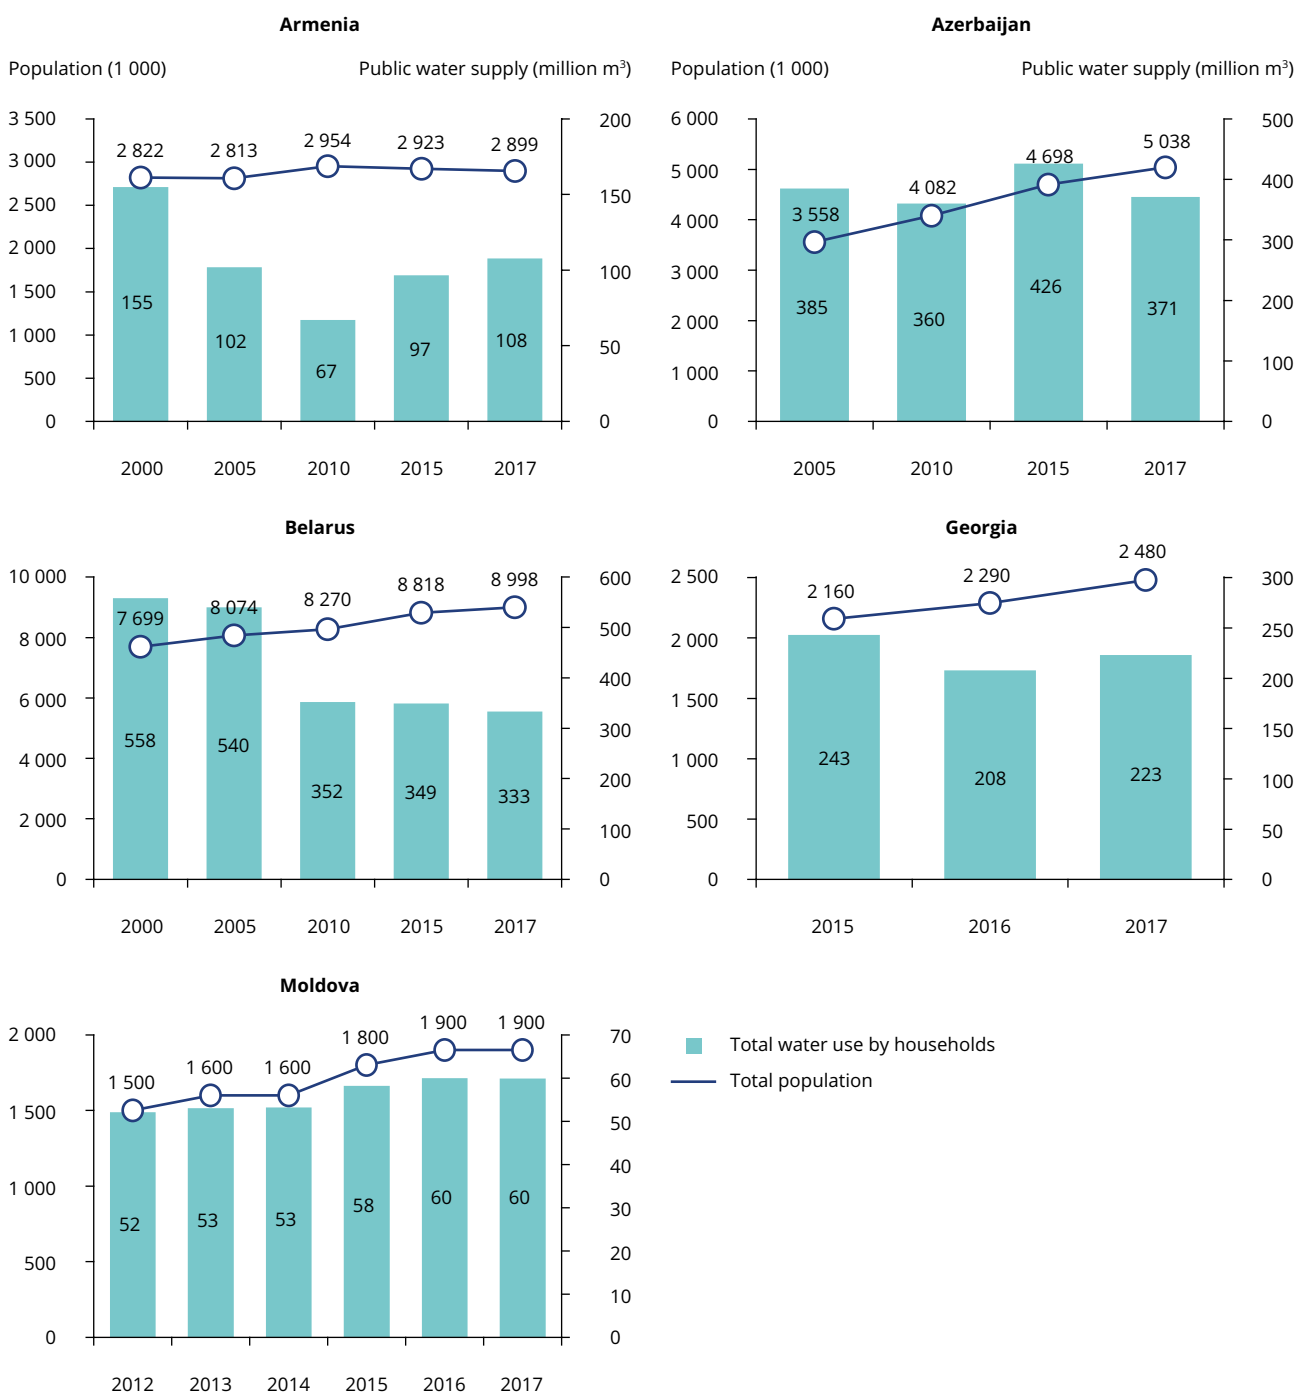 Armenia
Population (1 000) Public water supply (million m³)
3 500
3 000
2 500
2 000
1 500
1 000
500
0
200
150
100
50
0
2 822 2 813 2 954 2 923 2 899
155 102 67 97 108
2000 2005 2010 2015 2017
Azerbaijan
Population (1 000) Public water supply (million m³)
6 000
5 000
4 000
3 000
2 000
1 000
0
500
400
300
200
100
0
3 558 4 082 4 698 5 038
385 360 426 371
2005 2010 2015 2017
Belarus
10 000
8 000
6 000
4 000
2 000
0
600
500
400
300
200
100
0
7 699 8 074 8 270 8 818 8 998
558 540 352 349 333
2000 2005 2010 2015 2017
Georgia
2 500
2 000
1 500
1 000
500
0
300
250
200
150
100
50
0
2 160 2 290 2 480
243 208 223
2015 2016 2017
Moldova
2 000
1 500
1 000
500
0
70
60
50
40
30
20
10
0
1 500 1 600 1 600 1 800 1 900 1 900
52 53 53 58 60 60
2012 2013 2014 2015 2016 2017
Total water use by households
Total population